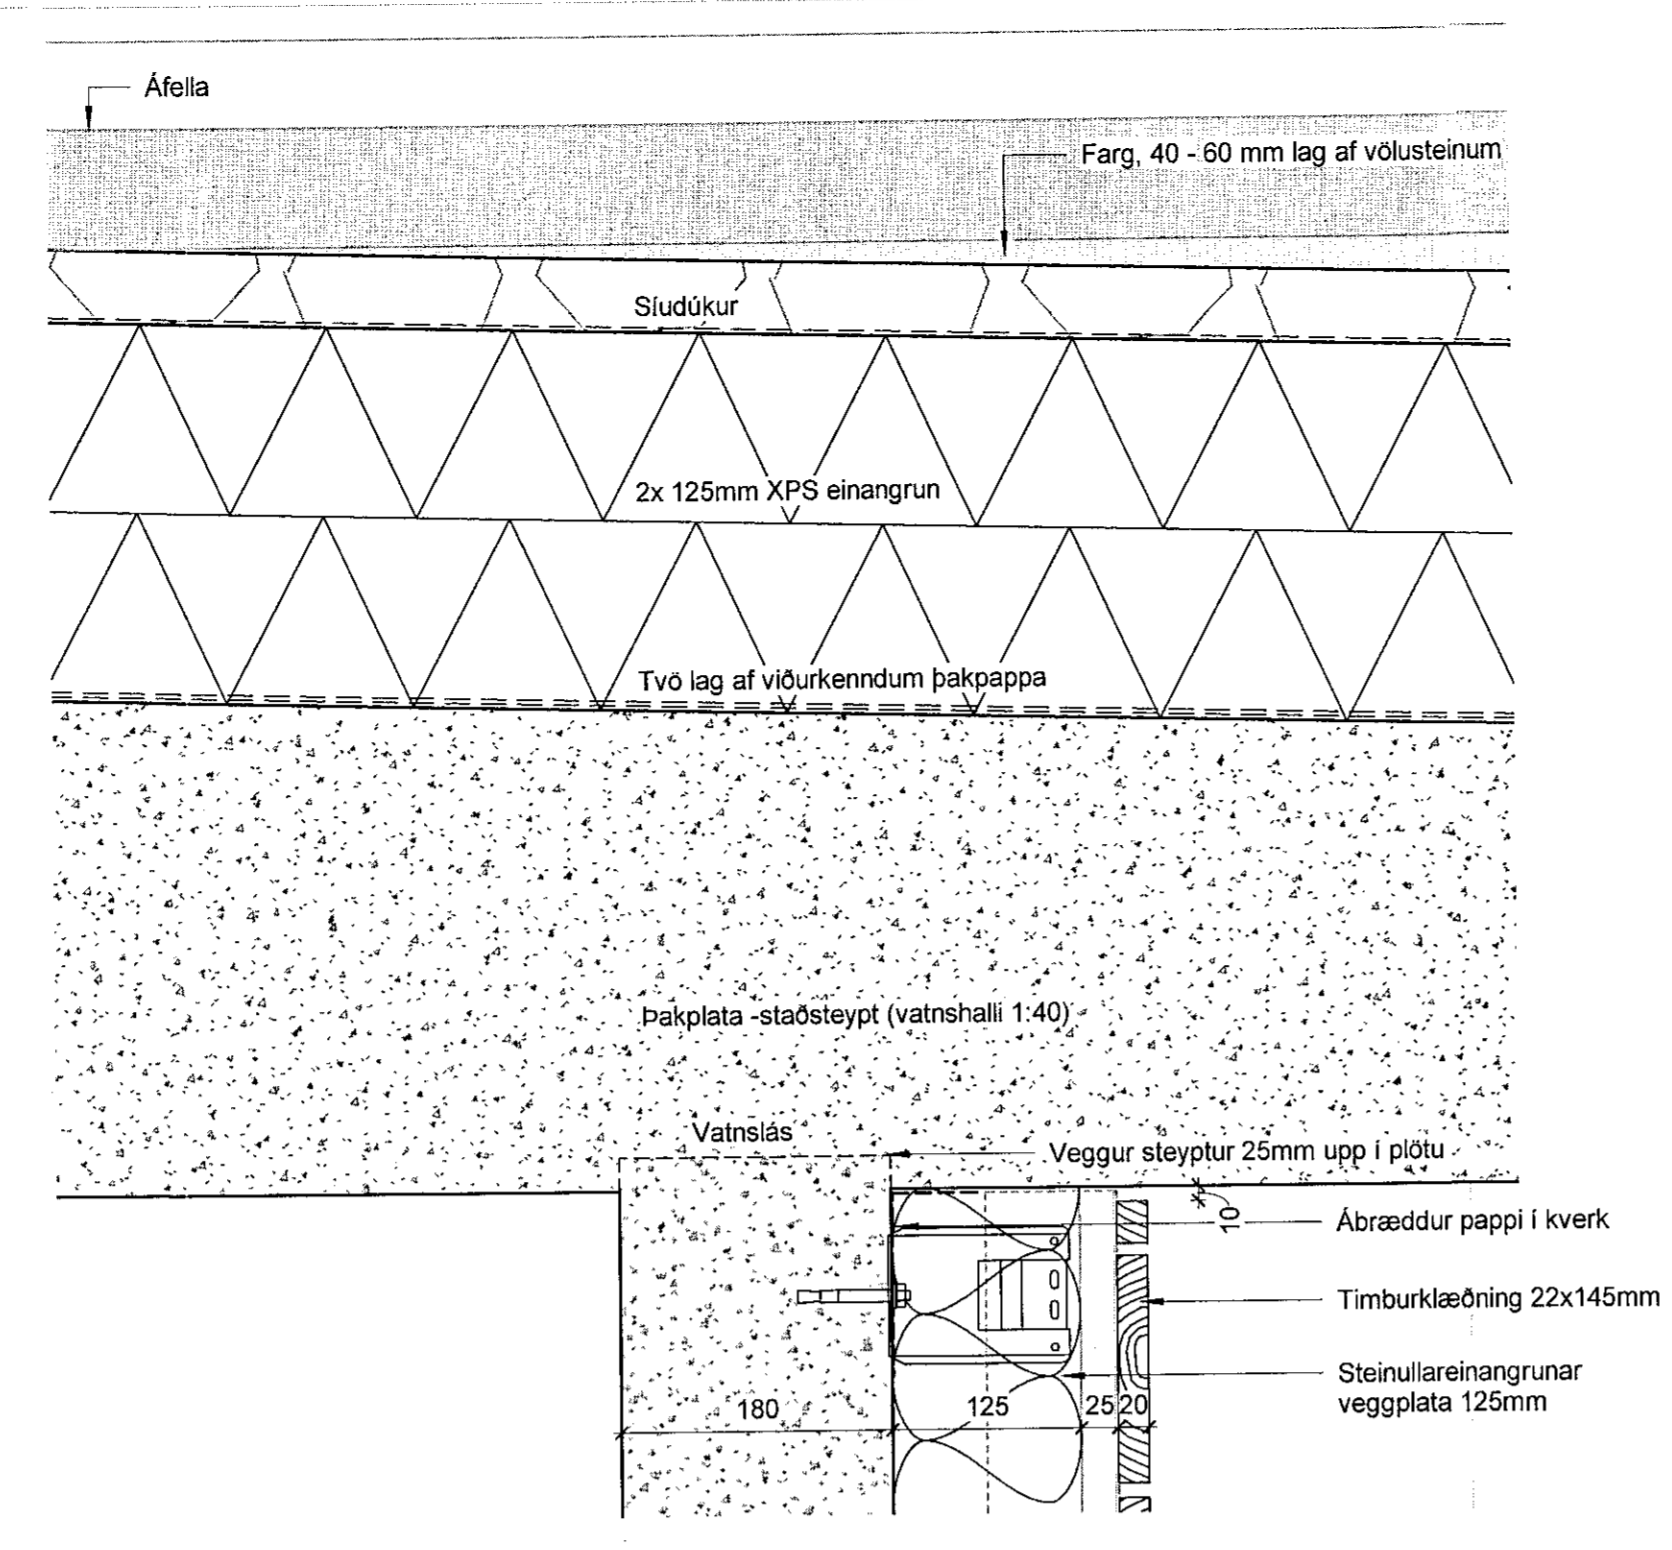 Áfella
Farg, 40 - 60 mm lag af völusteinum
Síudúkur
2x 125mm XPS einangrun
Tvö lag af viðurkenndum þakpappa
Þakplata -staðsteypt (vatnshalli 1:40)
Vatnslás
Veggur steyptur 25mm upp í plötu
10
Ábræddur pappi í kverk
Timburklæðning 22x145mm
Steinullareinangrunar
veggplata 125mm
180
125
25
20